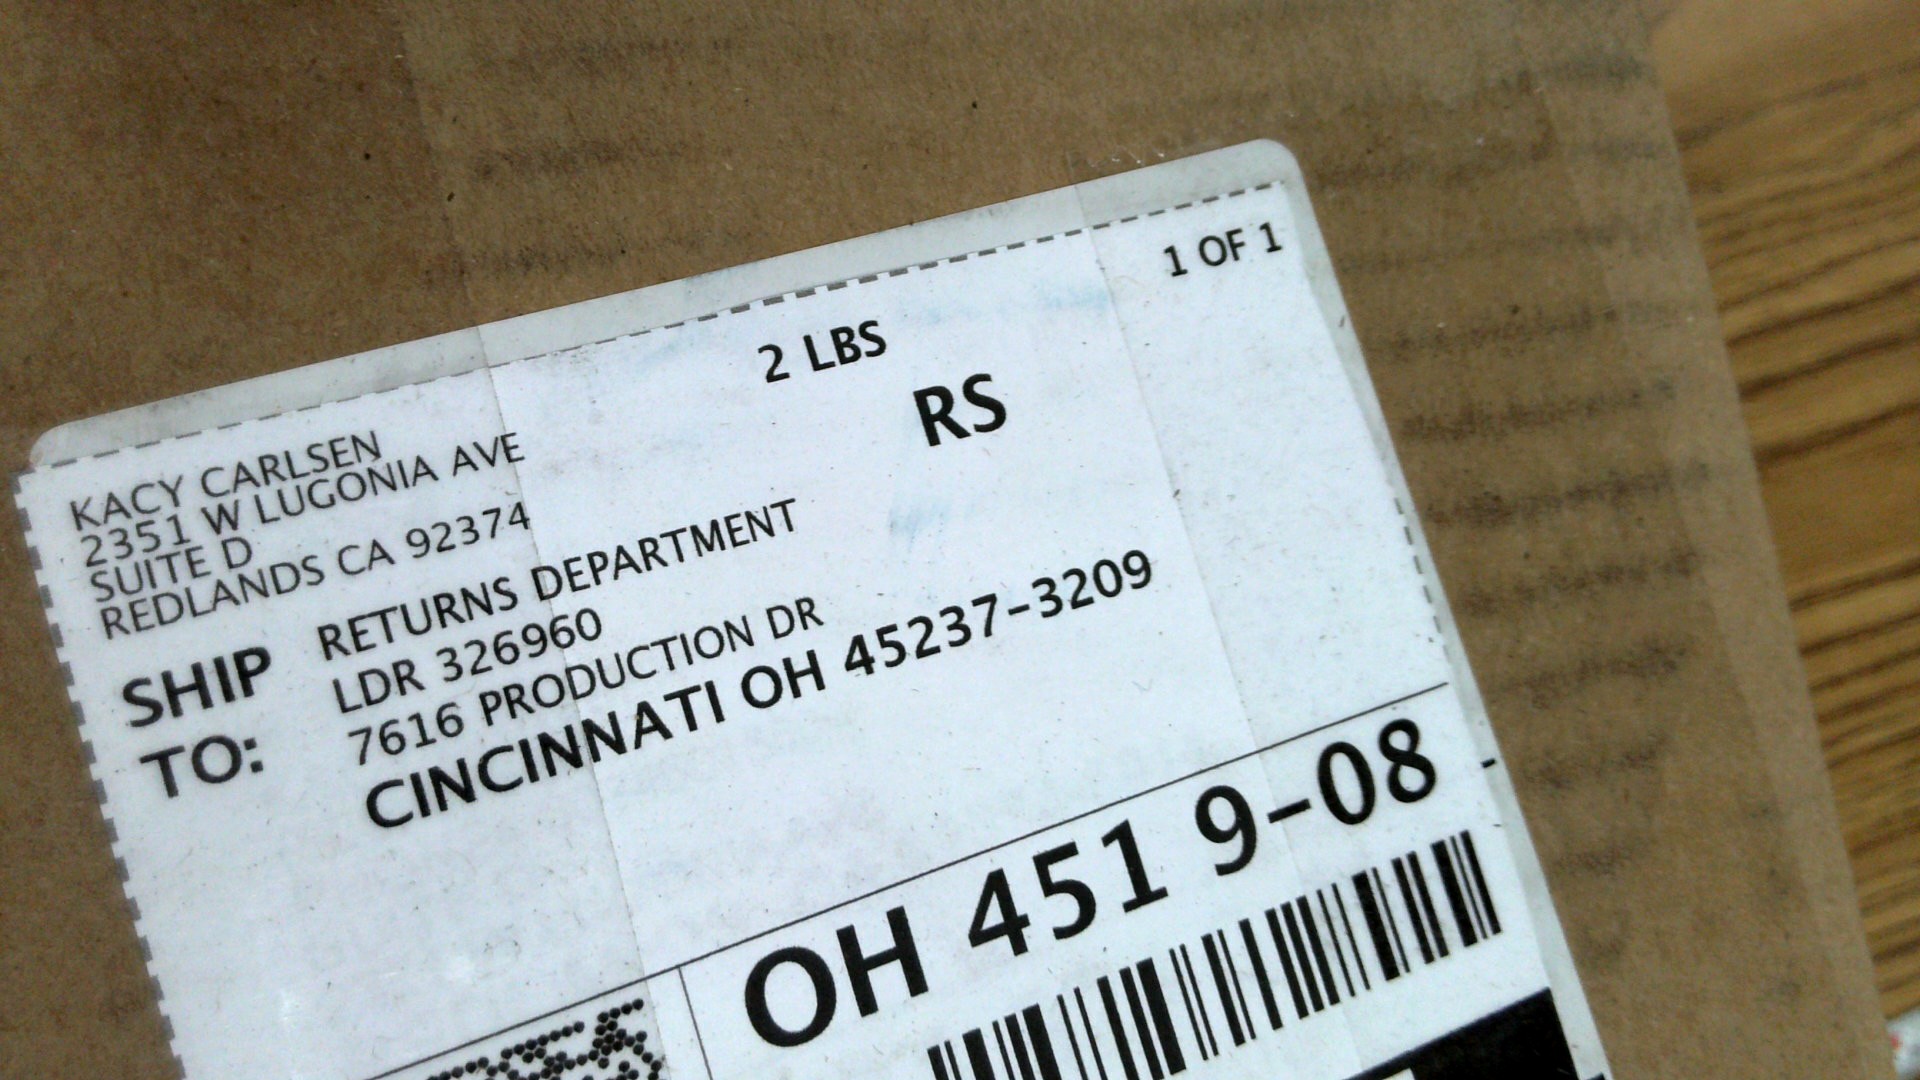 1 OF 1
2 LBS
RS
KACY CARLSEN
2351 W LUGONIA AVE
SUITE D
REDLANDS CA 92374
SHIP TO:
RETURNS DEPARTMENT
LDR 326960
7616 PRODUCTION DR
CINCINNATI OH 45237-3209
OH 451 9-08